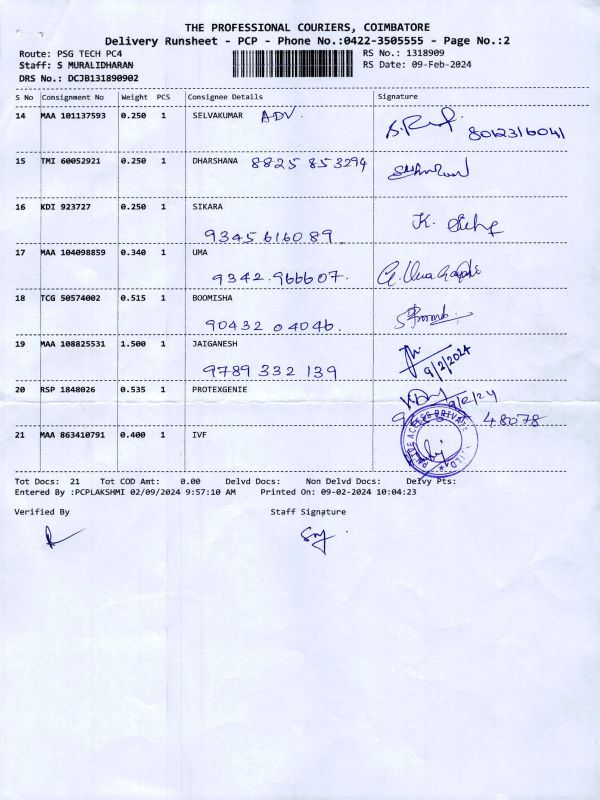 THE PROFESSIONAL COURIERS, COIMBATORE
Delivery Runsheet - PCP - Phone No.:0422-3505555 - Page No.:2
Route: PSG TECH PC4 RS No.: 1318909
Staff: S MURALIDHARAN RS Date: 09-Feb-2024
DRS No.: DCJB131890902
S No Consignment No Weight PCS Consignee Details Signature
14 MAA 101137593 0.250 1 SELVAKUMAR ADV.
8012316041
15 TMI 60052921 0.250 1 DHARSHANA 8825 853294
16 KDI 923727 0.250 1 SIKARA
9345616089.
17 MAA 104098859 0.340 1 UMA
9342.966607.
18 TCG 50574002 0.515 1 BOOMISHA
90432 04046.
19 MAA 108825531 1.500 1 JAIGANESH
9789 332 139 9/2/2024
20 RSP 1848026 0.535 1 PROTEXGENIE
48078
21 MAA 863410791 0.400 1 IVF
Tot Docs: 21 Tot COD Amt: 0.00 Delvd Docs: Non Delvd Docs: Delvy Pts:
Entered By :PCPLAKSHMI 02/09/2024 9:57:10 AM Printed On: 09-02-2024 10:04:23
Verified By Staff Signature